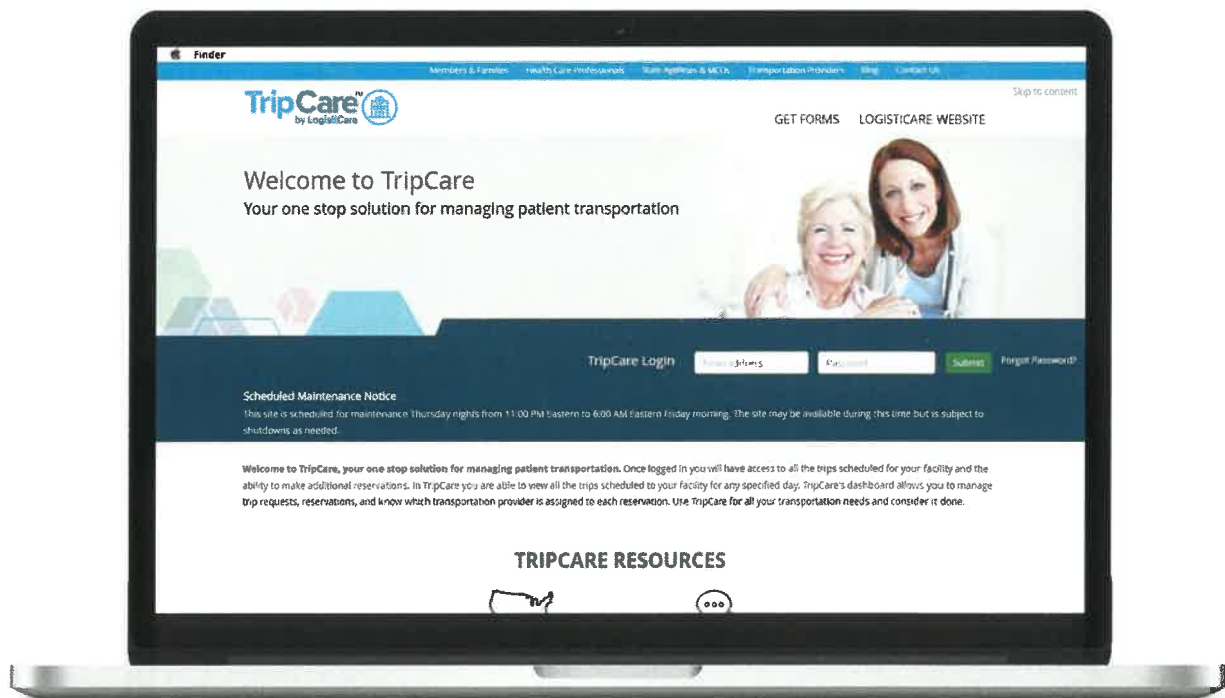 Finder
Members & Families Health Care Professionals State Agencies & MCOs Transportation Providers Blog Contact Us
Skip to content
TripCare™
by LogistiCare
GET FORMS LOGISTICARE WEBSITE
Welcome to TripCare
Your one stop solution for managing patient transportation
TripCare Login Password Submit Forgot Password?
Scheduled Maintenance Notice
This site is scheduled for maintenance Thursday nights from 11:00 PM Eastern to 6:00 AM Eastern Friday morning. The site may be available during this time but is subject to
shutdowns as needed.
Welcome to TripCare, your one stop solution for managing patient transportation. Once logged in you will have access to all the trips scheduled for your facility and the
ability to make additional reservations. In TripCare you are able to view all the trips scheduled to your facility for any specified day. TripCare's dashboard allows you to manage
trip requests, reservations, and know which transportation provider is assigned to each reservation. Use TripCare for all your transportation needs and consider it done.
TRIPCARE RESOURCES